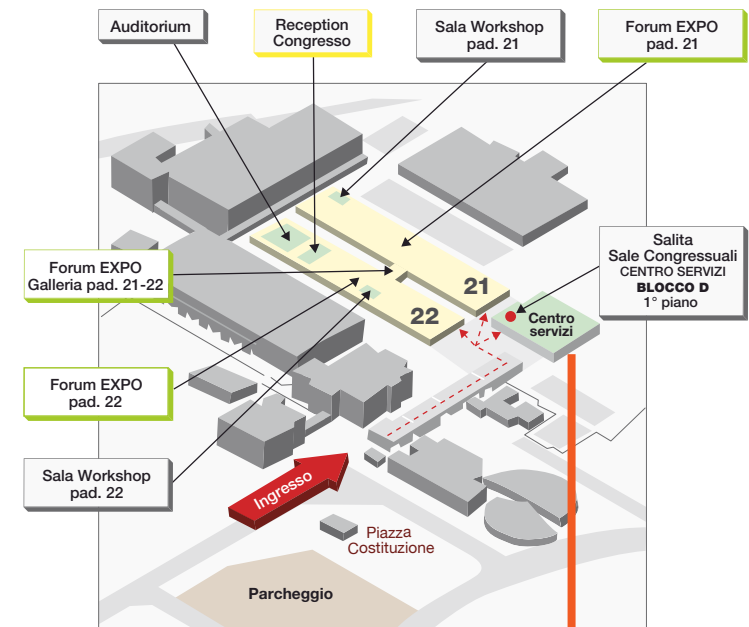 Auditorium
Reception
Congresso
Sala Workshop
pad. 21
Forum EXPO
pad. 21
Forum EXPO
Galleria pad. 21-22
Salita
Sale Congressuali
CENTRO SERVIZI
BLOCCO D
1° piano
21
22
Centro
servizi
Forum EXPO
pad. 22
Sala Workshop
pad. 22
Ingresso
Piazza
Costituzione
Parcheggio